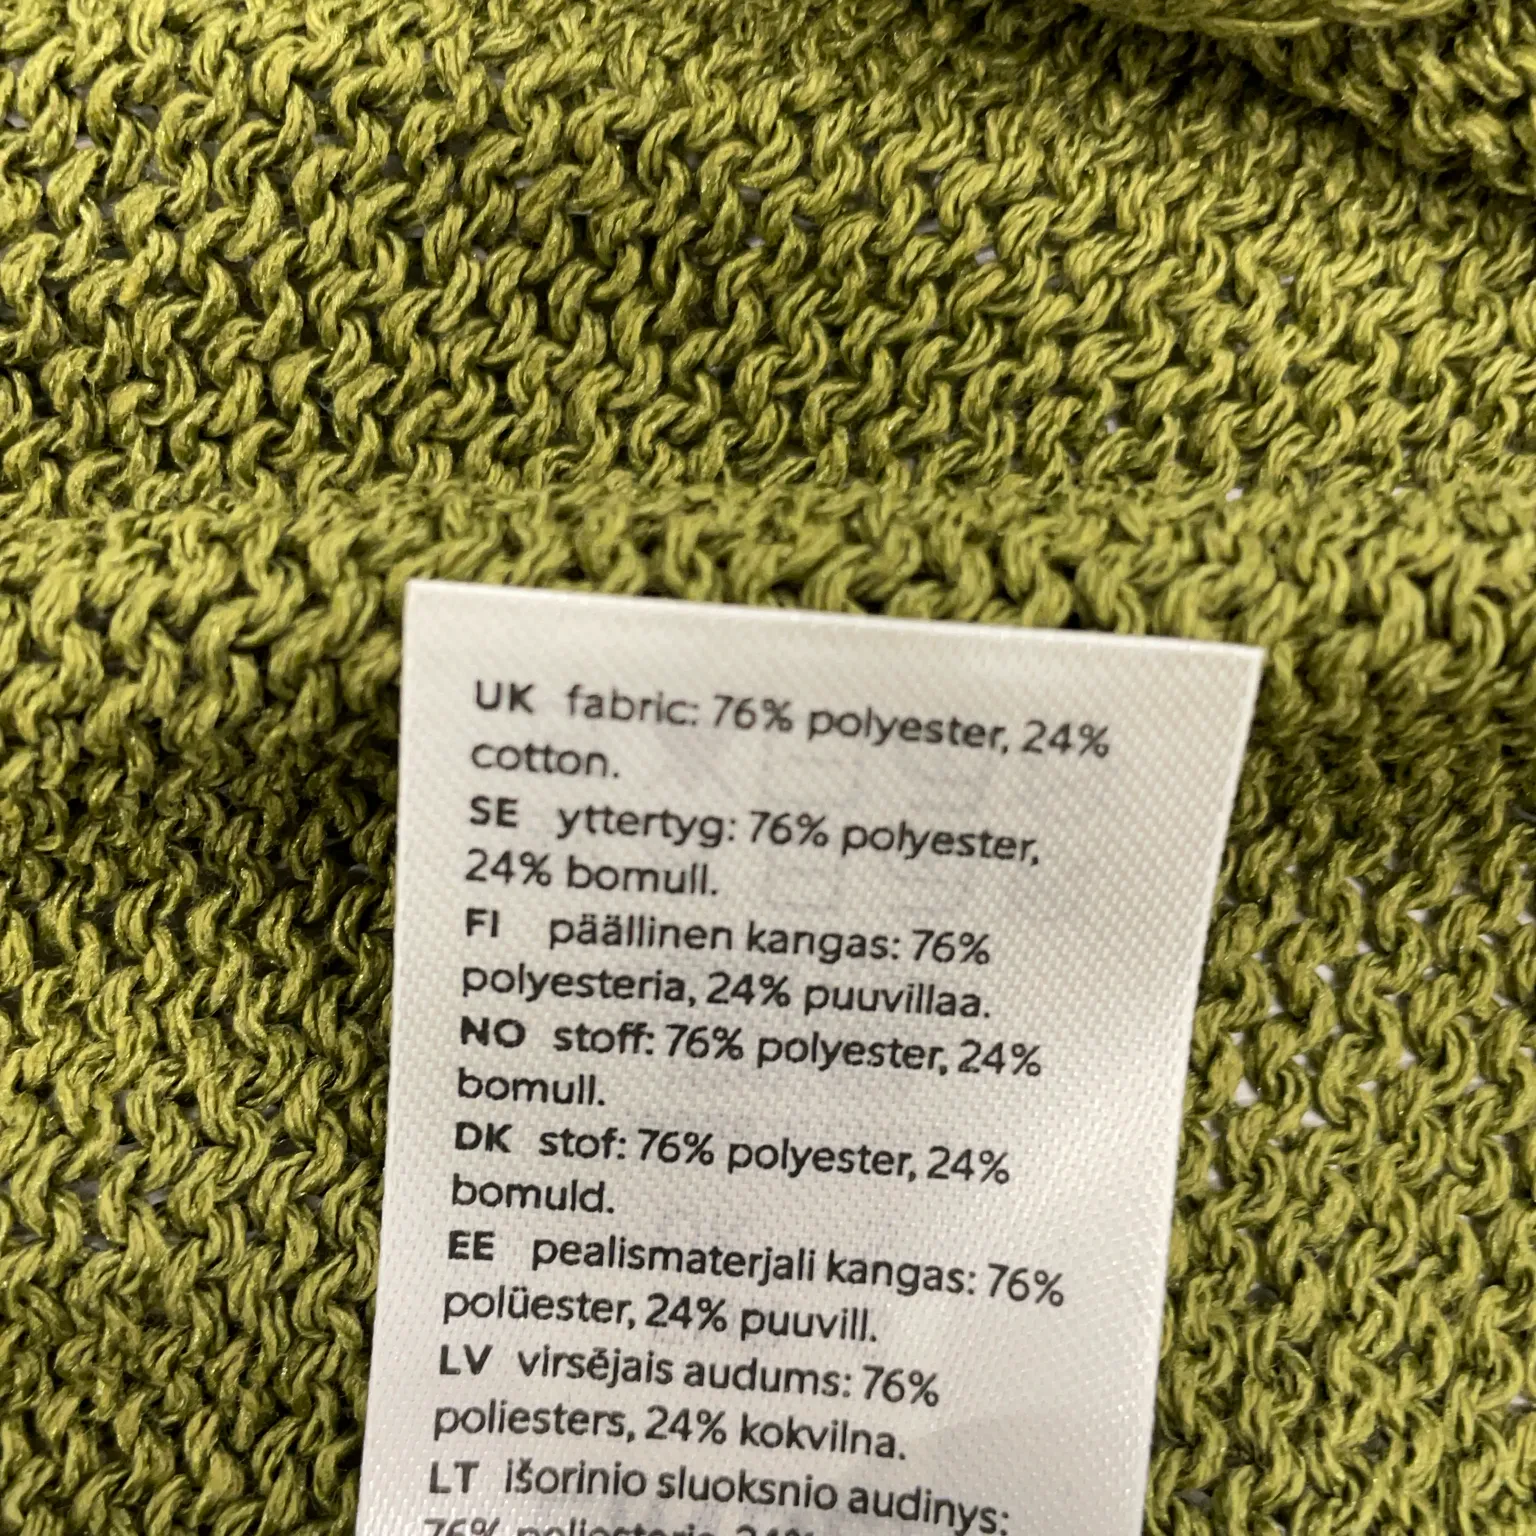 UK fabric: 76% polyester, 24%
cotton.
SE yttertyg: 76% polyester,
24% bomull.
FI päällinen kangas: 76%
polyesteria, 24% puuvillaa.
NO stoff: 76% polyester, 24%
bomull.
DK stof: 76% polyester, 24%
bomuld.
EE pealismaterjali kangas: 76%
polüester, 24% puuvill.
LV virsējais audums: 76%
poliesters, 24% kokvilna.
LT išorinio sluoksnio audinys:
76% 24%